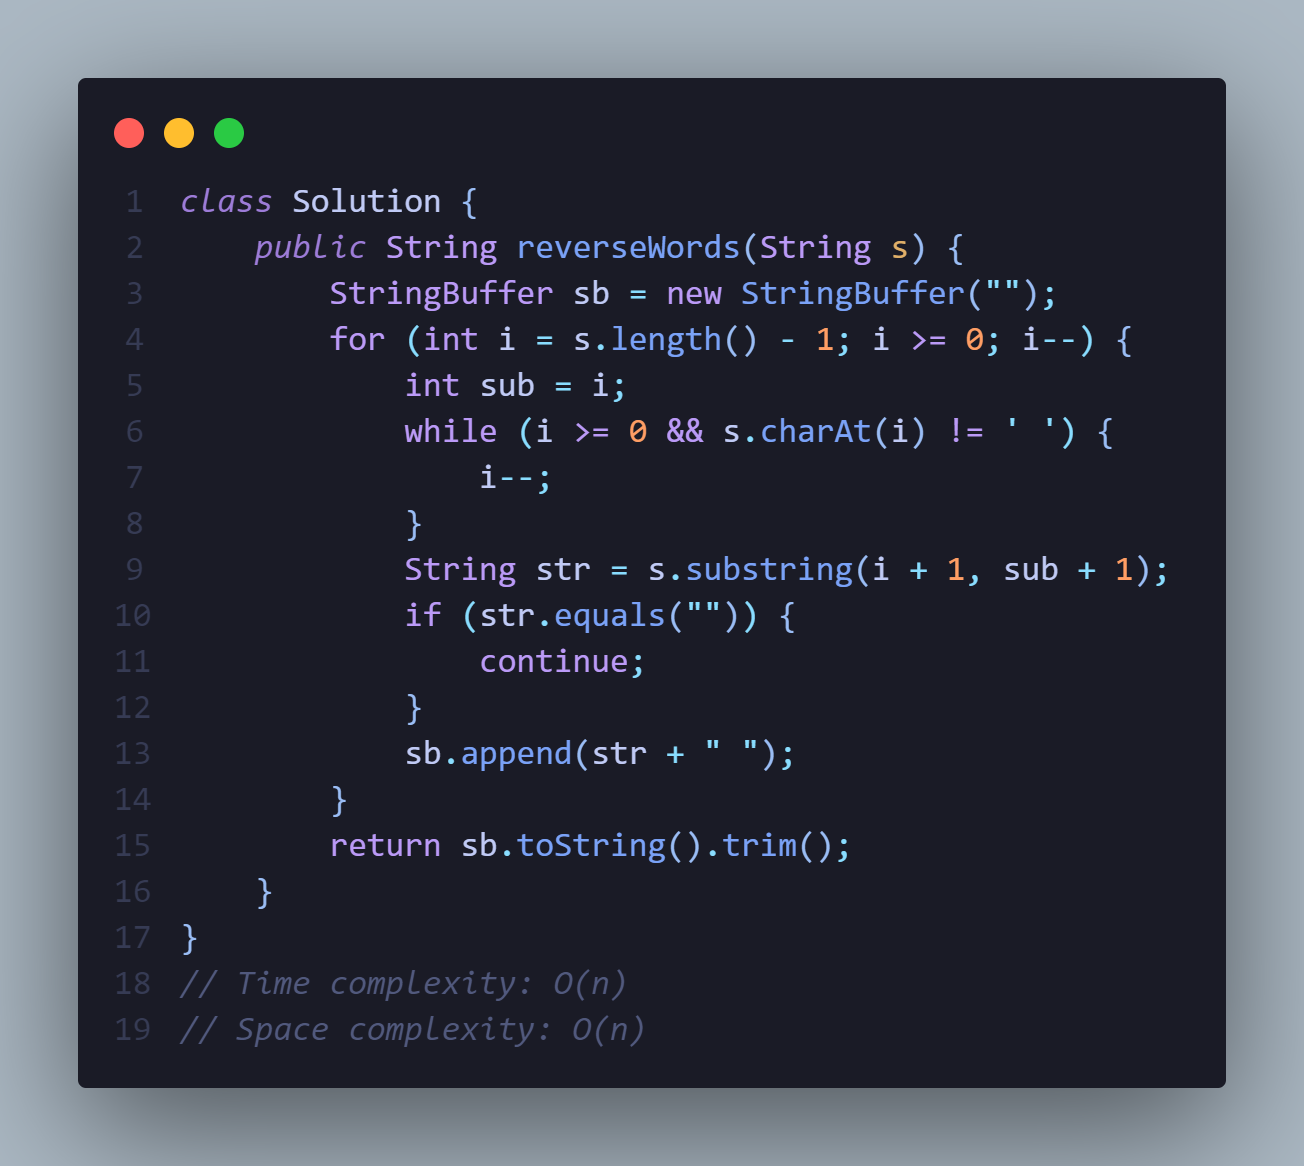 1 class Solution {
2     public String reverseWords(String s) {
3         StringBuffer sb = new StringBuffer("");
4         for (int i = s.length() - 1; i >= 0; i--) {
5             int sub = i;
6             while (i >= 0 && s.charAt(i) != ' ') {
7                 i--;
8             }
9             String str = s.substring(i + 1, sub + 1);
10             if (str.equals("")) {
11                 continue;
12             }
13             sb.append(str + " ");
14         }
15         return sb.toString().trim();
16     }
17 }
18 // Time complexity: O(n)
19 // Space complexity: O(n)